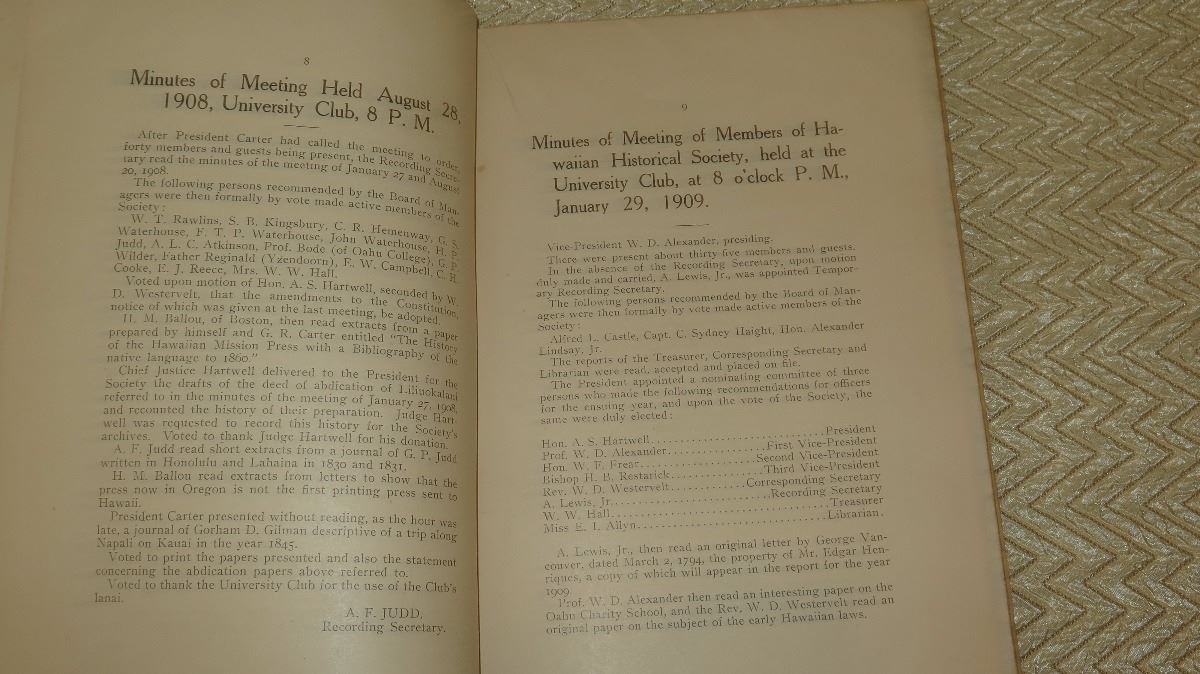 8
Minutes of Meeting Held August 28,
1908, University Club, 8 P. M.
After President Carter had called the meeting to order,
forty members and guests being present, the Recording Secre-
tary read the minutes of the meeting of January 27 and August
20, 1908.
The following persons recommended by the Board of Man-
agers were then formally by vote made active members of the
Society:
W. T. Rawlins, S. B. Kingsbury, C. R. Hemenway, G. S.
Waterhouse, F. T. P. Waterhouse, John Waterhouse, H. P.
Judd, A. L. C. Atkinson, Prof. Bode (of Oahu College), G. P.
Wilder, Father Reginald (Yzendoorn), F. W. Campbell, C. H.
Cooke, E. J. Reece, Mrs. W. W. Hall.
Voted upon motion of Hon. A. S. Hartwell, seconded by W.
D. Westervelt, that the amendments to the Constitution,
notice of which was given at the last meeting, be adopted.
H. M. Ballou, of Boston, then read extracts from a paper
prepared by himself and G. R. Carter entitled "The History
of the Hawaiian Mission Press with a Bibliography of the
native language to 1860."
Chief Justice Hartwell delivered to the President for the
Society the drafts of the deed of abdication of Liliuokalani
referred to in the minutes of the meeting of January 27, 1908,
and recounted the history of their preparation. Judge Hart-
well was requested to record this history for the Society's
archives. Voted to thank Judge Hartwell for his donation.
A. F. Judd read short extracts from a journal of G. P. Judd
written in Honolulu and Lahaina in 1830 and 1831.
H. M. Ballou read extracts from letters to show that the
press now in Oregon is not the first printing press sent to
Hawaii.
President Carter presented without reading, as the hour was
late, a journal of Gorham D. Gilman descriptive of a trip along
Napali on Kauai in the year 1845.
Voted to print the papers presented and also the statement
concerning the abdication papers above referred to.
Voted to thank the University Club for the use of the Club's
lanai.
A. F. JUDD,
Recording Secretary.
9
Minutes of Meeting of Members of Ha-
waiian Historical Society, held at the
University Club, at 8 o'clock P. M.,
January 29, 1909.
Vice-President W. D. Alexander, presiding.
There were present about thirty-five members and guests.
In the absence of the Recording Secretary, upon motion
duly made and carried, A. Lewis, Jr., was appointed Tempor-
ary Recording Secretary.
The following persons recommended by the Board of Man-
agers were then formally by vote made active members of the
Society:
Alfred L. Castle, Capt. C. Sydney Haight, Hon. Alexander
Lindsay, Jr.
The reports of the Treasurer, Corresponding Secretary and
Librarian were read, accepted and placed on file.
The President appointed a nominating committee of three
persons who made the following recommendations for officers
for the ensuing year, and upon the vote of the Society, the
same were duly elected:
Hon. A. S. Hartwell..............................President
Prof. W. D. Alexander....................First Vice-President
Hon. W. F. Frear.......................Second Vice-President
Bishop H. B. Restarick..................Third Vice-President
Rev. W. D. Westervelt.............Corresponding Secretary
A. Lewis, Jr............................Recording Secretary
W. W. Hall.....................................Treasurer
Miss E. I. Allyn................................Librarian.
A. Lewis, Jr., then read an original letter by George Van-
couver, dated March 2, 1794, the property of Mr. Edgar Hen-
riques, a copy of which will appear in the report for the year
1909.
Prof. W. D. Alexander then read an interesting paper on the
Oahu Charity School, and the Rev. W. D. Westervelt read an
original paper on the subject of the early Hawaiian laws.